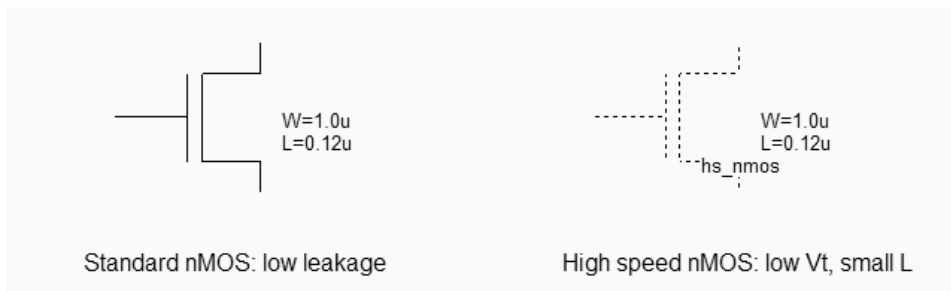 W=1.0u
L=0.12u
W=1.0u
L=0.12u
hs_nmos
Standard nMOS: low leakage
High speed nMOS: low Vt, small L